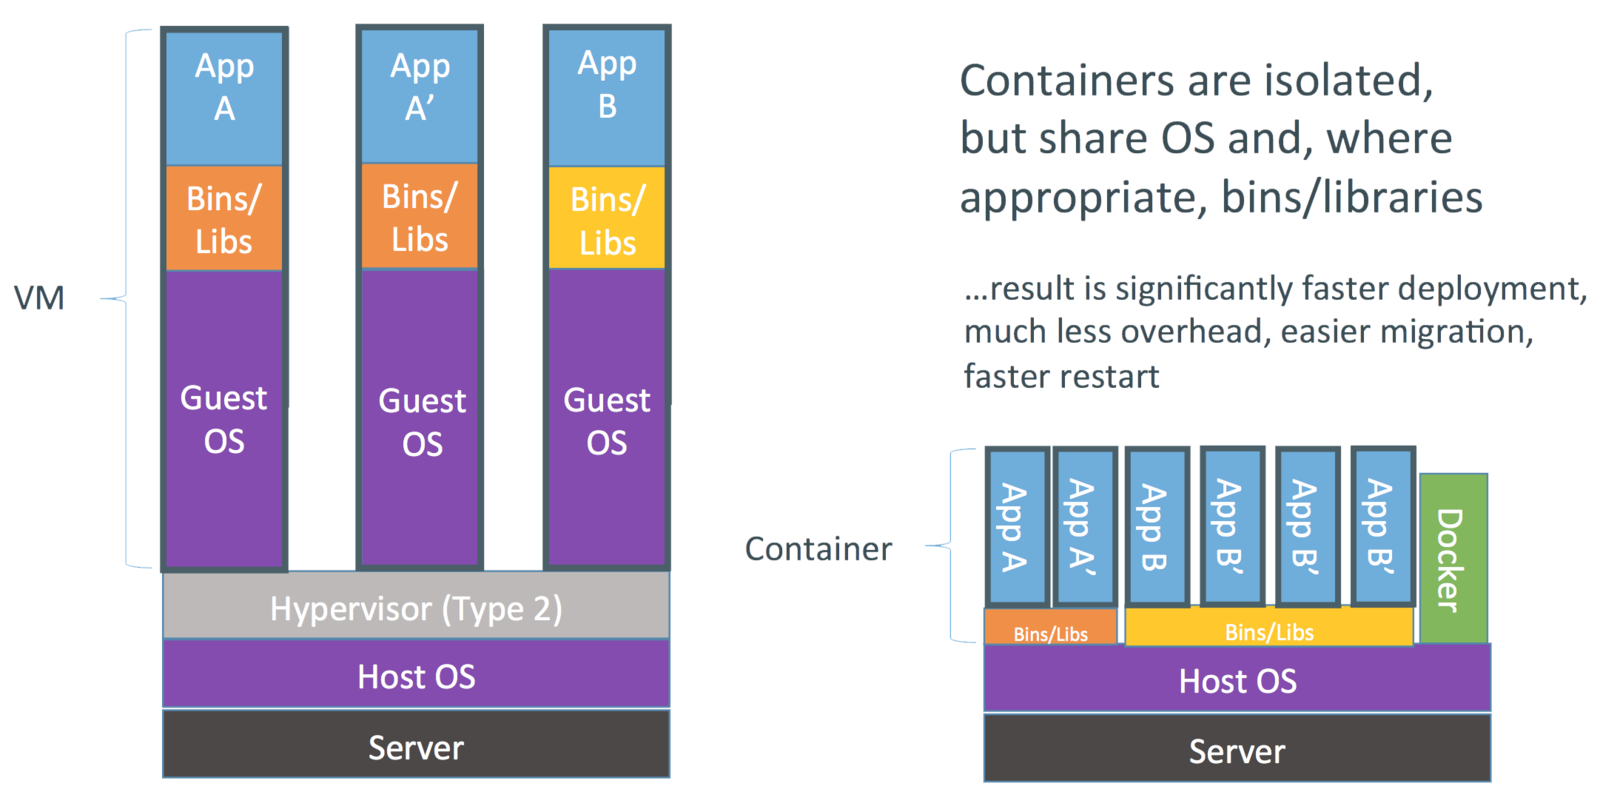 VM
App
A
Bins/
Libs
Guest
OS
App
A’
Bins/
Libs
Guest
OS
App
B
Bins/
Libs
Guest
OS
Hypervisor (Type 2)
Host OS
Server
Containers are isolated,
but share OS and, where
appropriate, bins/libraries
...result is significantly faster deployment,
much less overhead, easier migration,
faster restart
Container
App A
App A’
App B
App B’
App B’
App B’
Docker
Bins/Libs
Bins/Libs
Host OS
Server